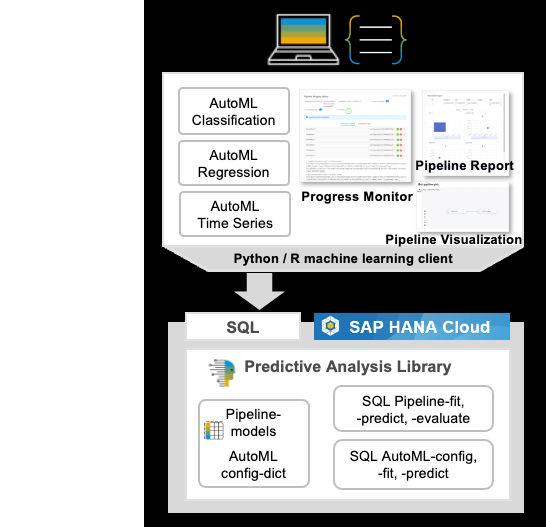 AutoML
Classification
AutoML
Regression
AutoML
Time Series
Progress Monitor
Pipeline Report
Pipeline Visualization
Python / R machine learning client
SQL
SAP HANA Cloud
Predictive Analysis Library
Pipeline-
models
AutoML
config-dict
SQL Pipeline-fit,
-predict, -evaluate
SQL AutoML-config,
-fit, -predict